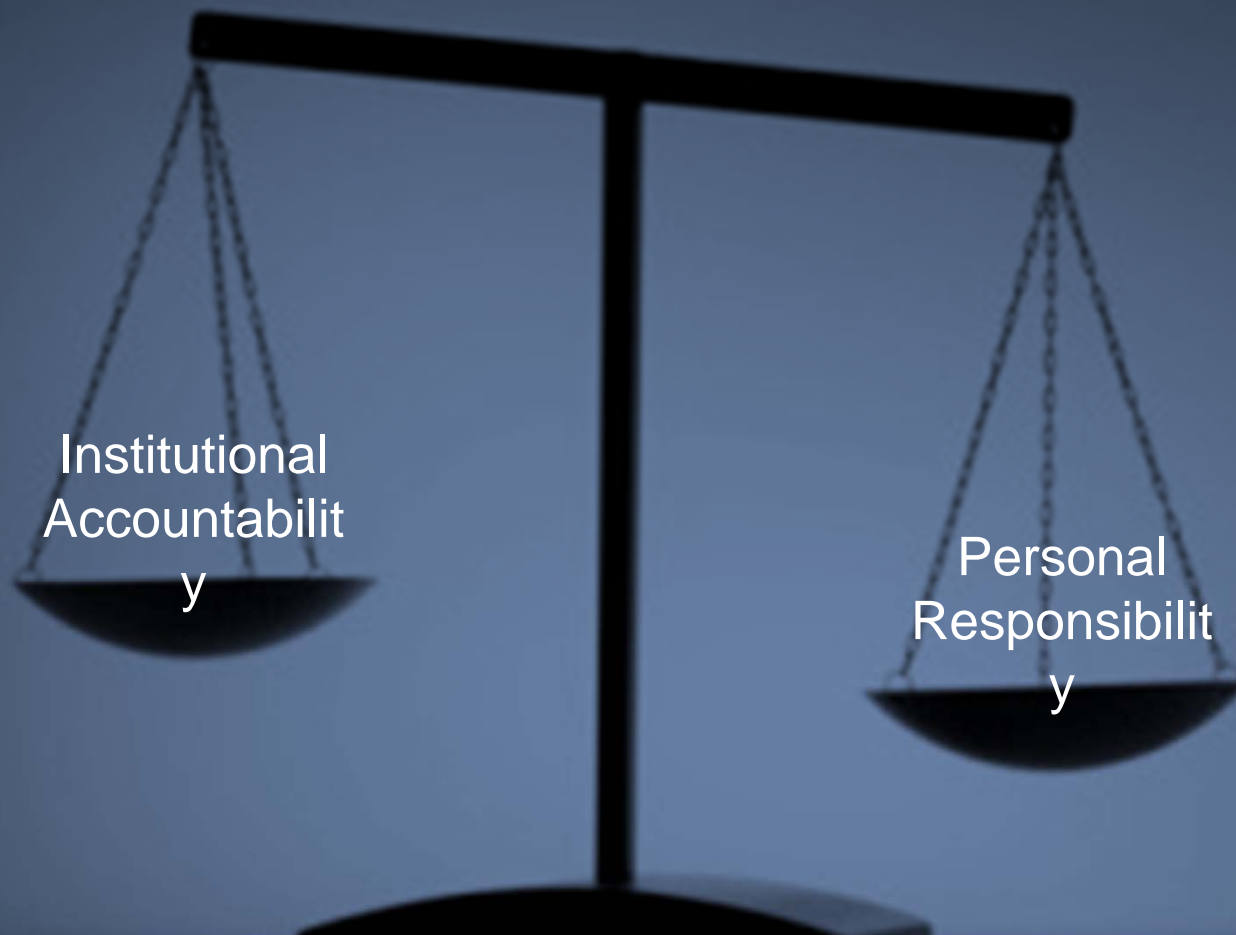 Institutional
Accountabilit
y
Personal
Responsibilit
y